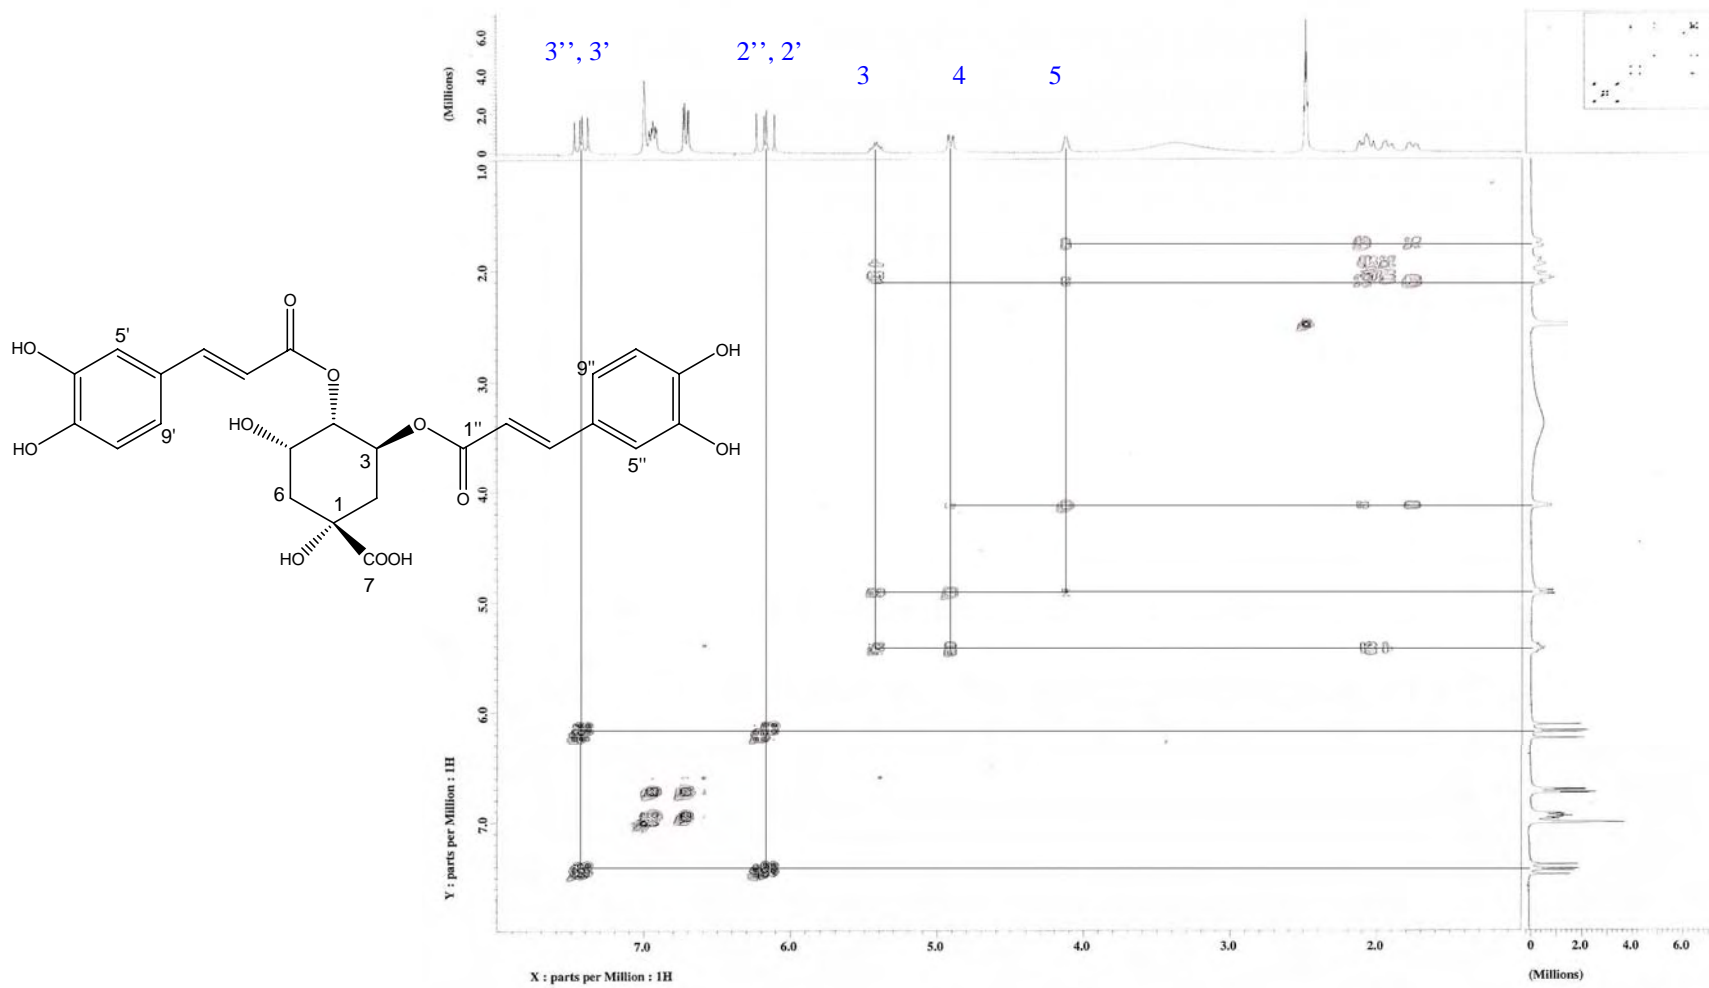 3’’, 3’
2’’, 2’
3
4
5
(Millions)
6.0
4.0
2.0
0
1.0
2.0
3.0
4.0
5.0
6.0
7.0
Y : parts per Million : 1H
7.0
6.0
5.0
4.0
3.0
2.0
X : parts per Million : 1H
0
2.0
4.0
6.0
(Millions)
O
HO
5'
O
HO
9'
HO
O
1''
O
3
6
1
HO
COOH
7
9''
OH
OH
5''